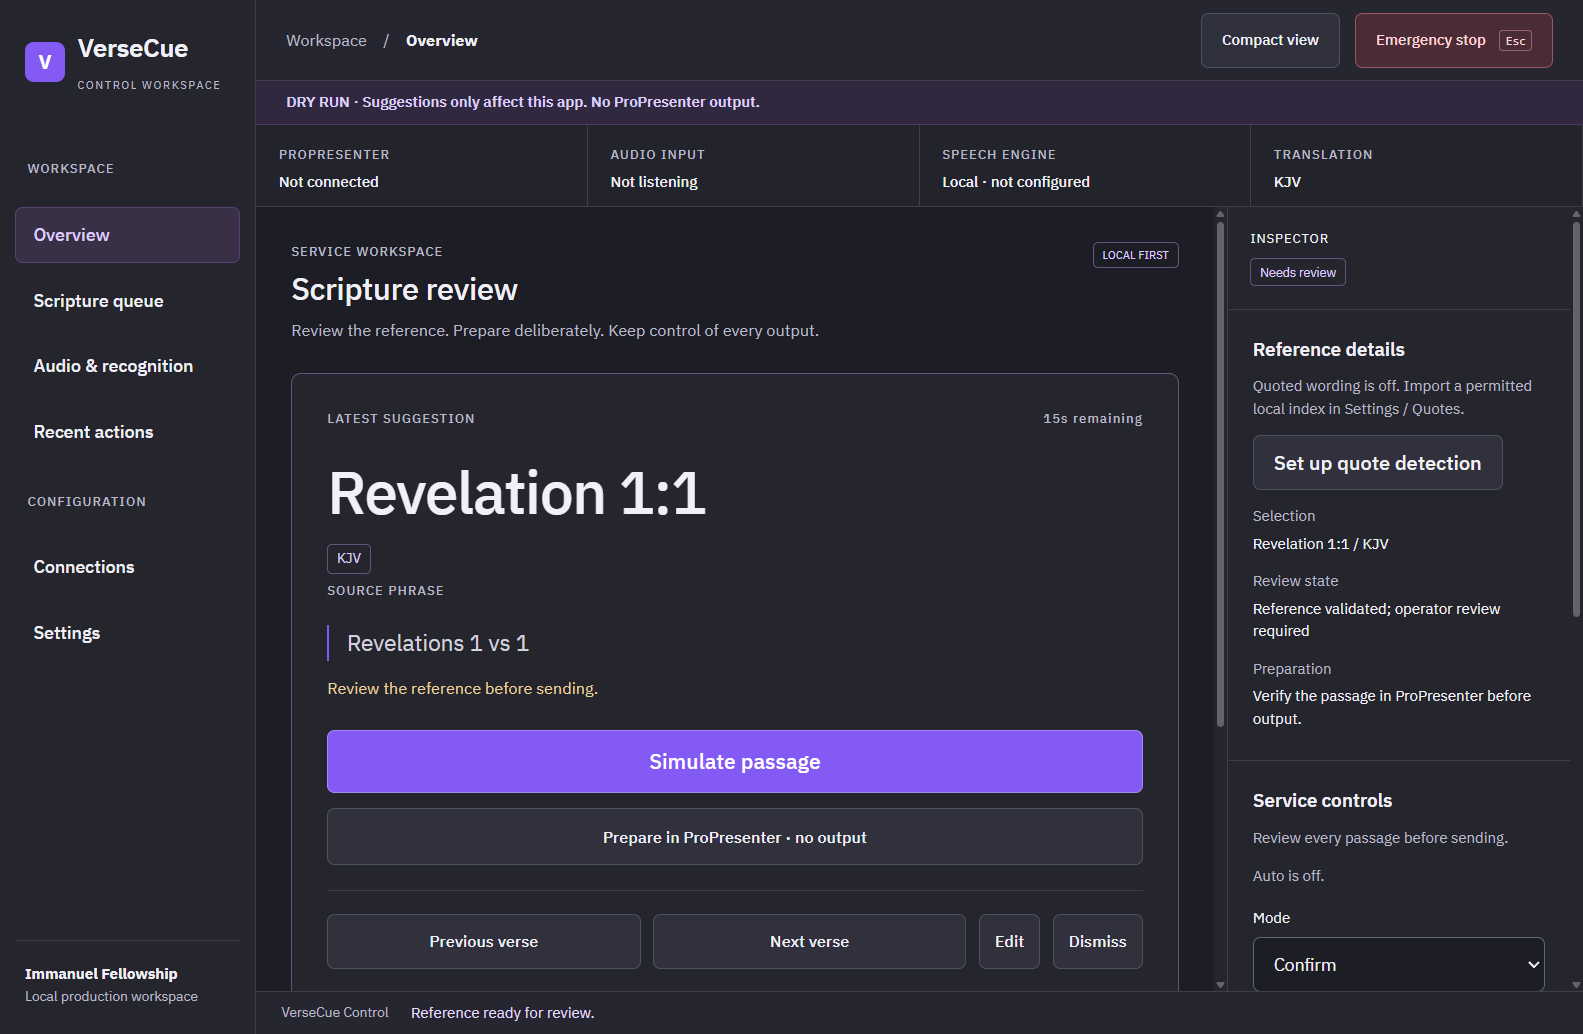 V
VerseCue
CONTROL WORKSPACE
WORKSPACE
Overview
Scripture queue
Audio & recognition
Recent actions
CONFIGURATION
Connections
Settings
Immanuel Fellowship
Local production workspace
Workspace / Overview
Compact view
Emergency stop Esc
DRY RUN · Suggestions only affect this app. No ProPresenter output.
PROPRESENTER
Not connected
AUDIO INPUT
Not listening
SPEECH ENGINE
Local · not configured
TRANSLATION
KJV
SERVICE WORKSPACE
LOCAL FIRST
Scripture review
Review the reference. Prepare deliberately. Keep control of every output.
LATEST SUGGESTION
15s remaining
Revelation 1:1
KJV
SOURCE PHRASE
Revelations 1 vs 1
Review the reference before sending.
Simulate passage
Prepare in ProPresenter · no output
Previous verse
Next verse
Edit
Dismiss
INSPECTOR
Needs review
Reference details
Quoted wording is off. Import a permitted
local index in Settings / Quotes.
Set up quote detection
Selection
Revelation 1:1 / KJV
Review state
Reference validated; operator review
required
Preparation
Verify the passage in ProPresenter before
output.
Service controls
Review every passage before sending.
Auto is off.
Mode
Confirm
VerseCue Control
Reference ready for review.